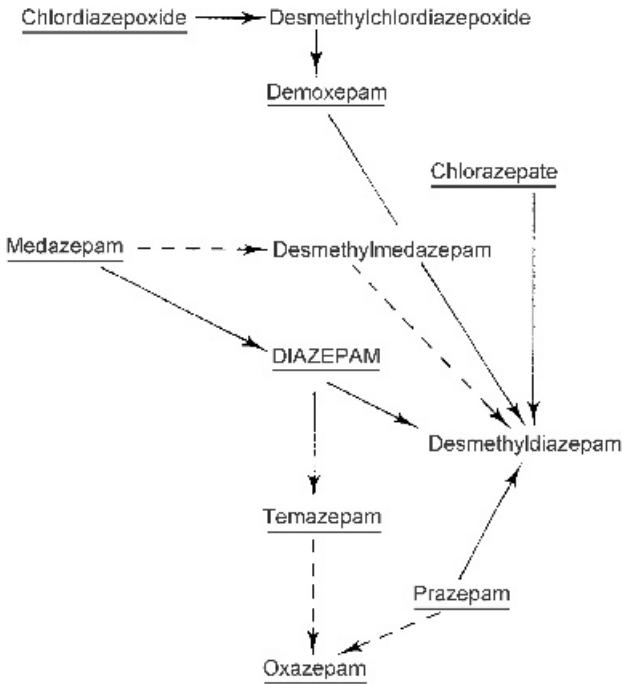 Chlordiazepoxide Desmethylchlordiazepoxide
Demoxepam
Chlorazepate
Medazepam Desmethylmedazepam
DIAZEPAM
Desmethyldiazepam
Temazepam
Prazepam
Oxazepam